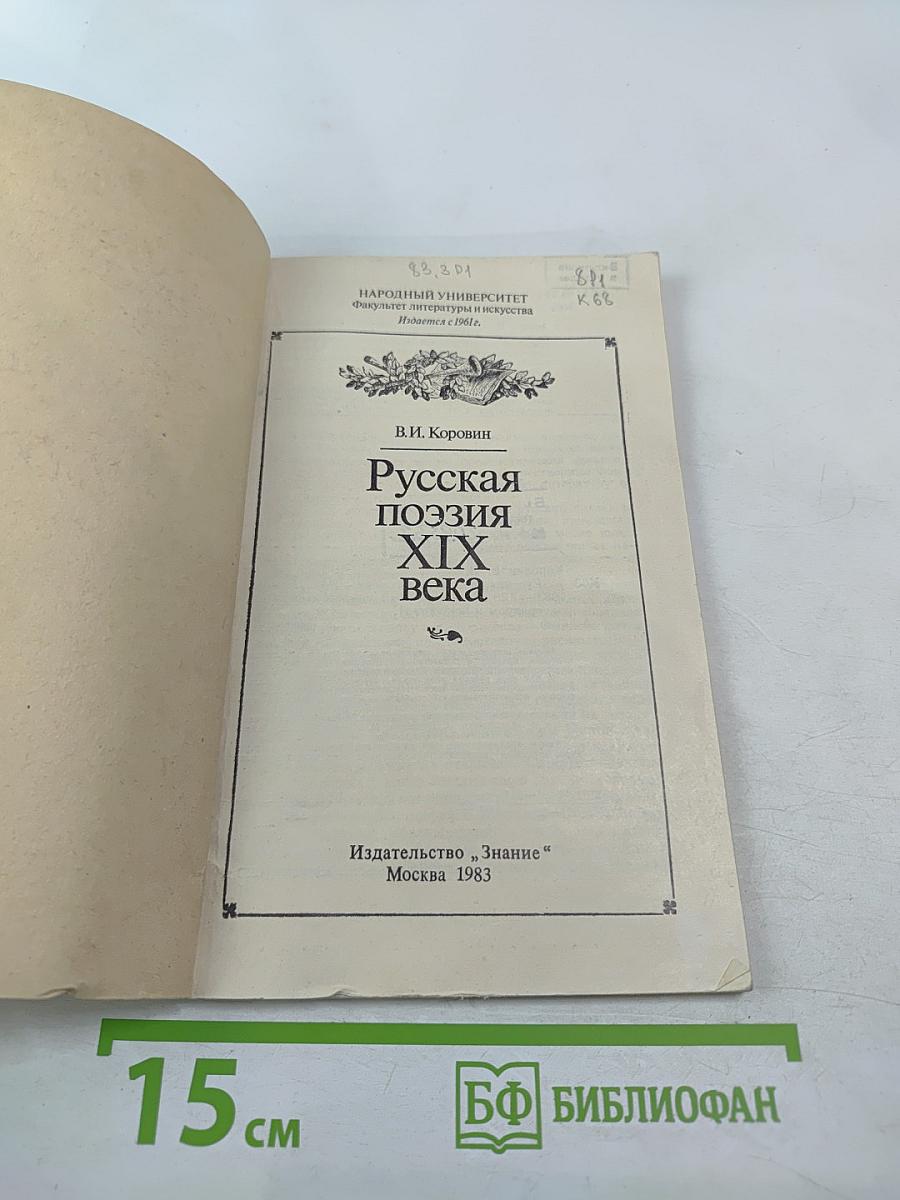 83.3Р1
8Р1
К68
НАРОДНЫЙ УНИВЕРСИТЕТ
Факультет литературы и искусства
Издается с 1961 г.
В. И. Коровин
Русская
поэзия
XIX
века
Издательство „Знание“
Москва 1983
15 см
БФ БИБЛИОФАН